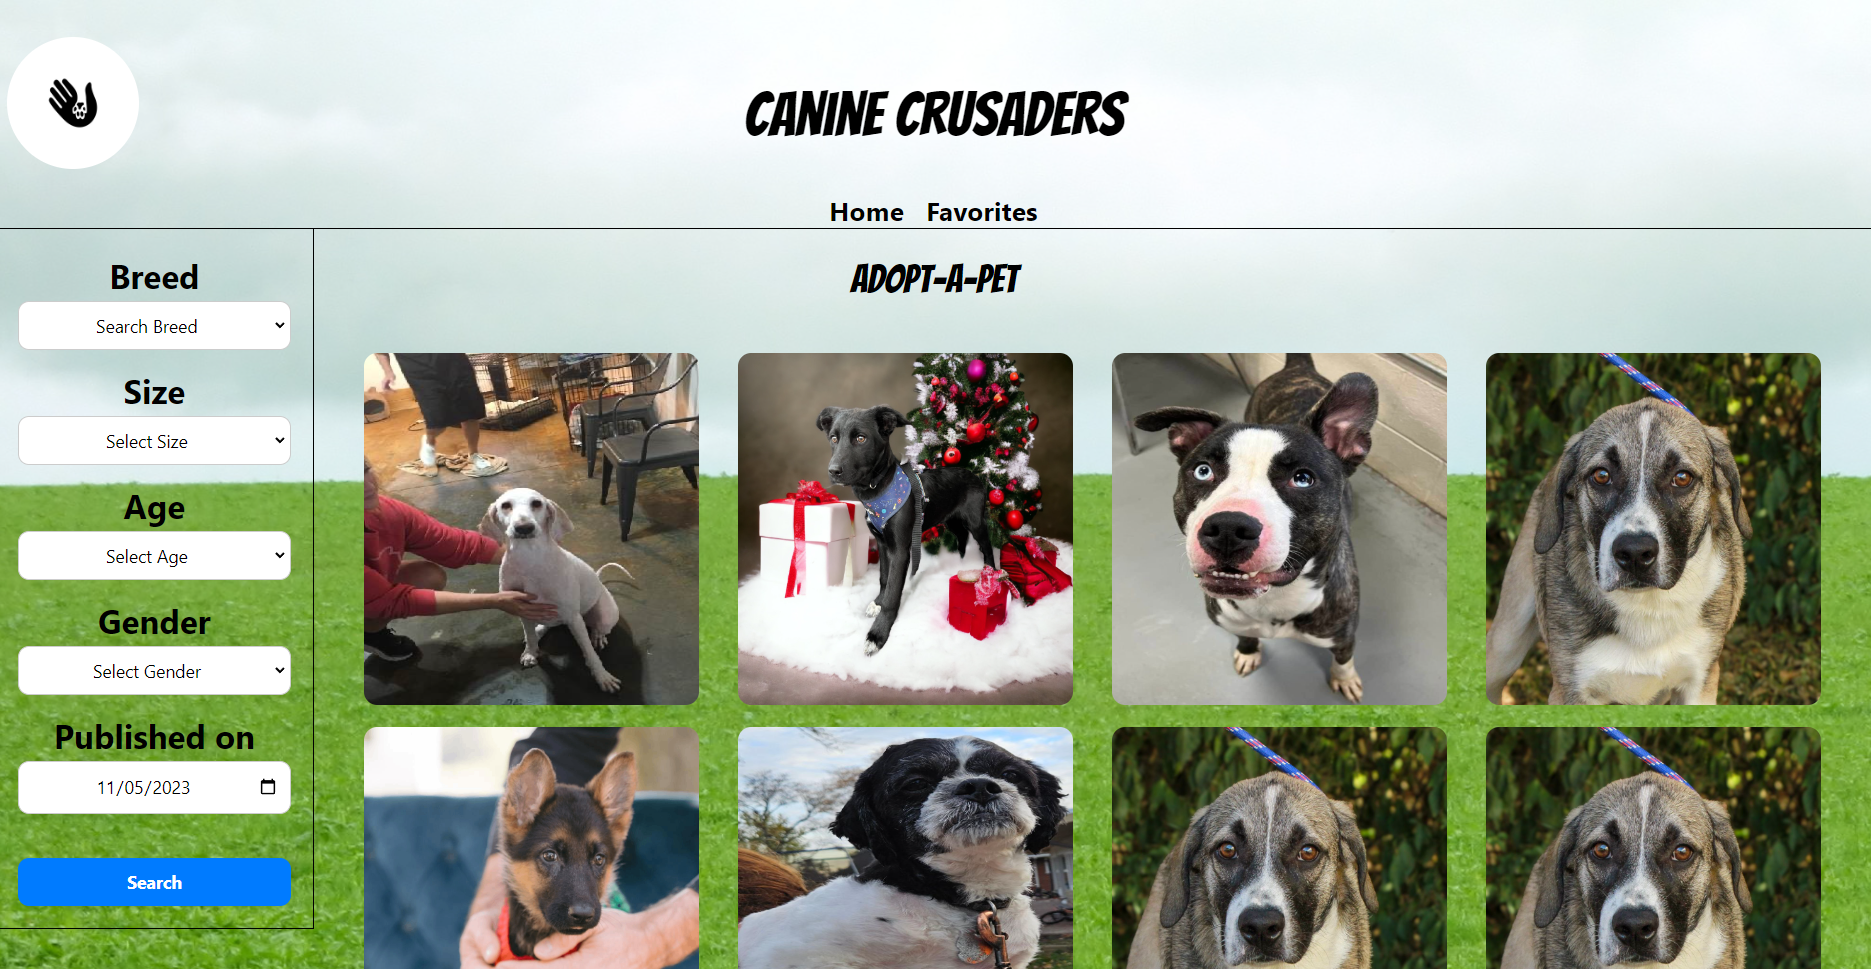 CANINE CRUSADERS
Home Favorites
Breed
Search Breed
Size
Select Size
Age
Select Age
Gender
Select Gender
Published on
11/05/2023
Search
ADOPT-A-PET